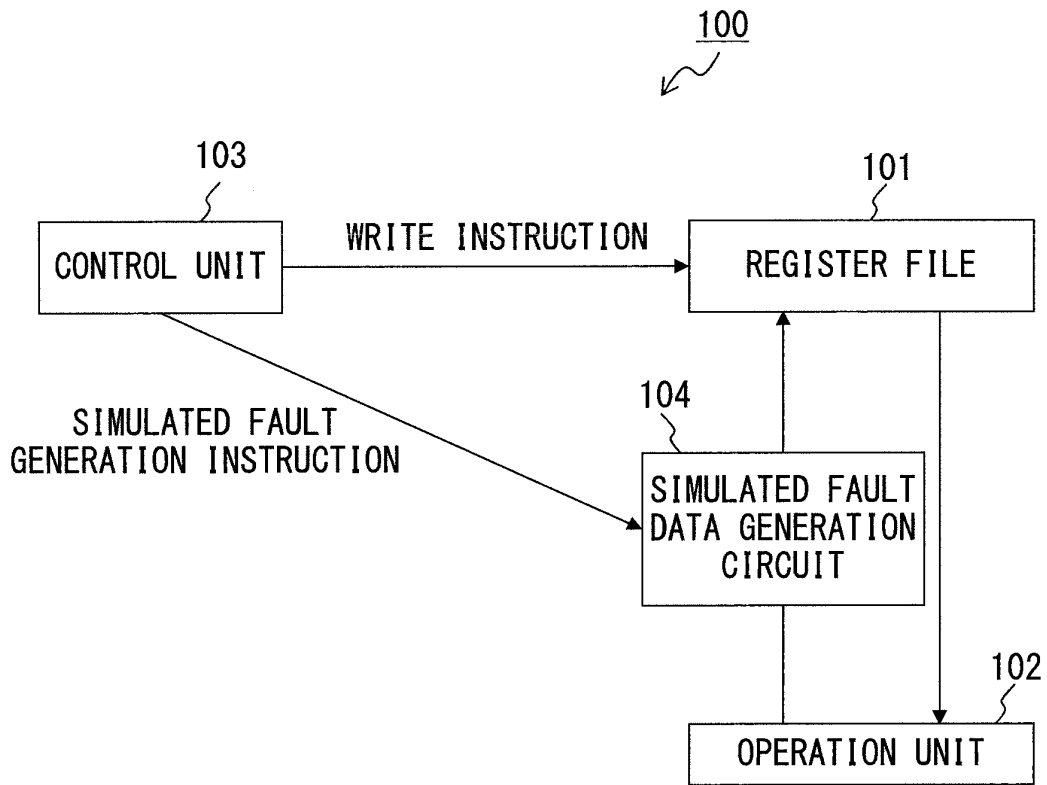 100
103
101
CONTROL UNIT
WRITE INSTRUCTION
REGISTER FILE
SIMULATED FAULT
GENERATION INSTRUCTION
104
SIMULATED FAULT
DATA GENERATION
CIRCUIT
102
OPERATION UNIT